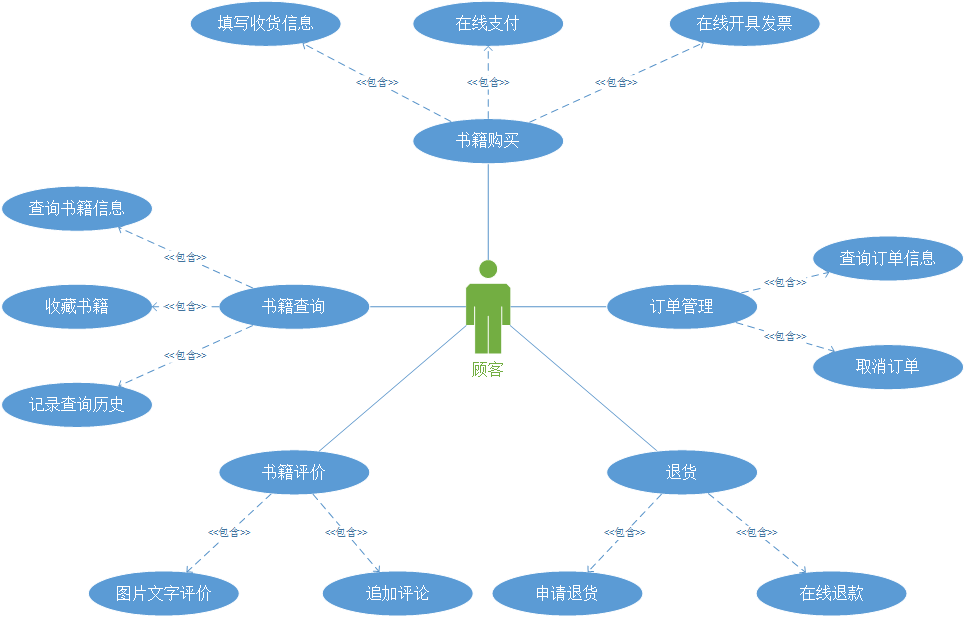 填写收货信息
在线支付
在线开具发票
<<包含>>
<<包含>>
<<包含>>
书籍购买
查询书籍信息
<<包含>>
收藏书籍
<<包含>>
书籍查询
<<包含>>
记录查询历史
顾客
查询订单信息
<<包含>>
订单管理
<<包含>>
取消订单
书籍评价
<<包含>>
<<包含>>
图片文字评价
追加评论
退货
<<包含>>
<<包含>>
申请退货
在线退款